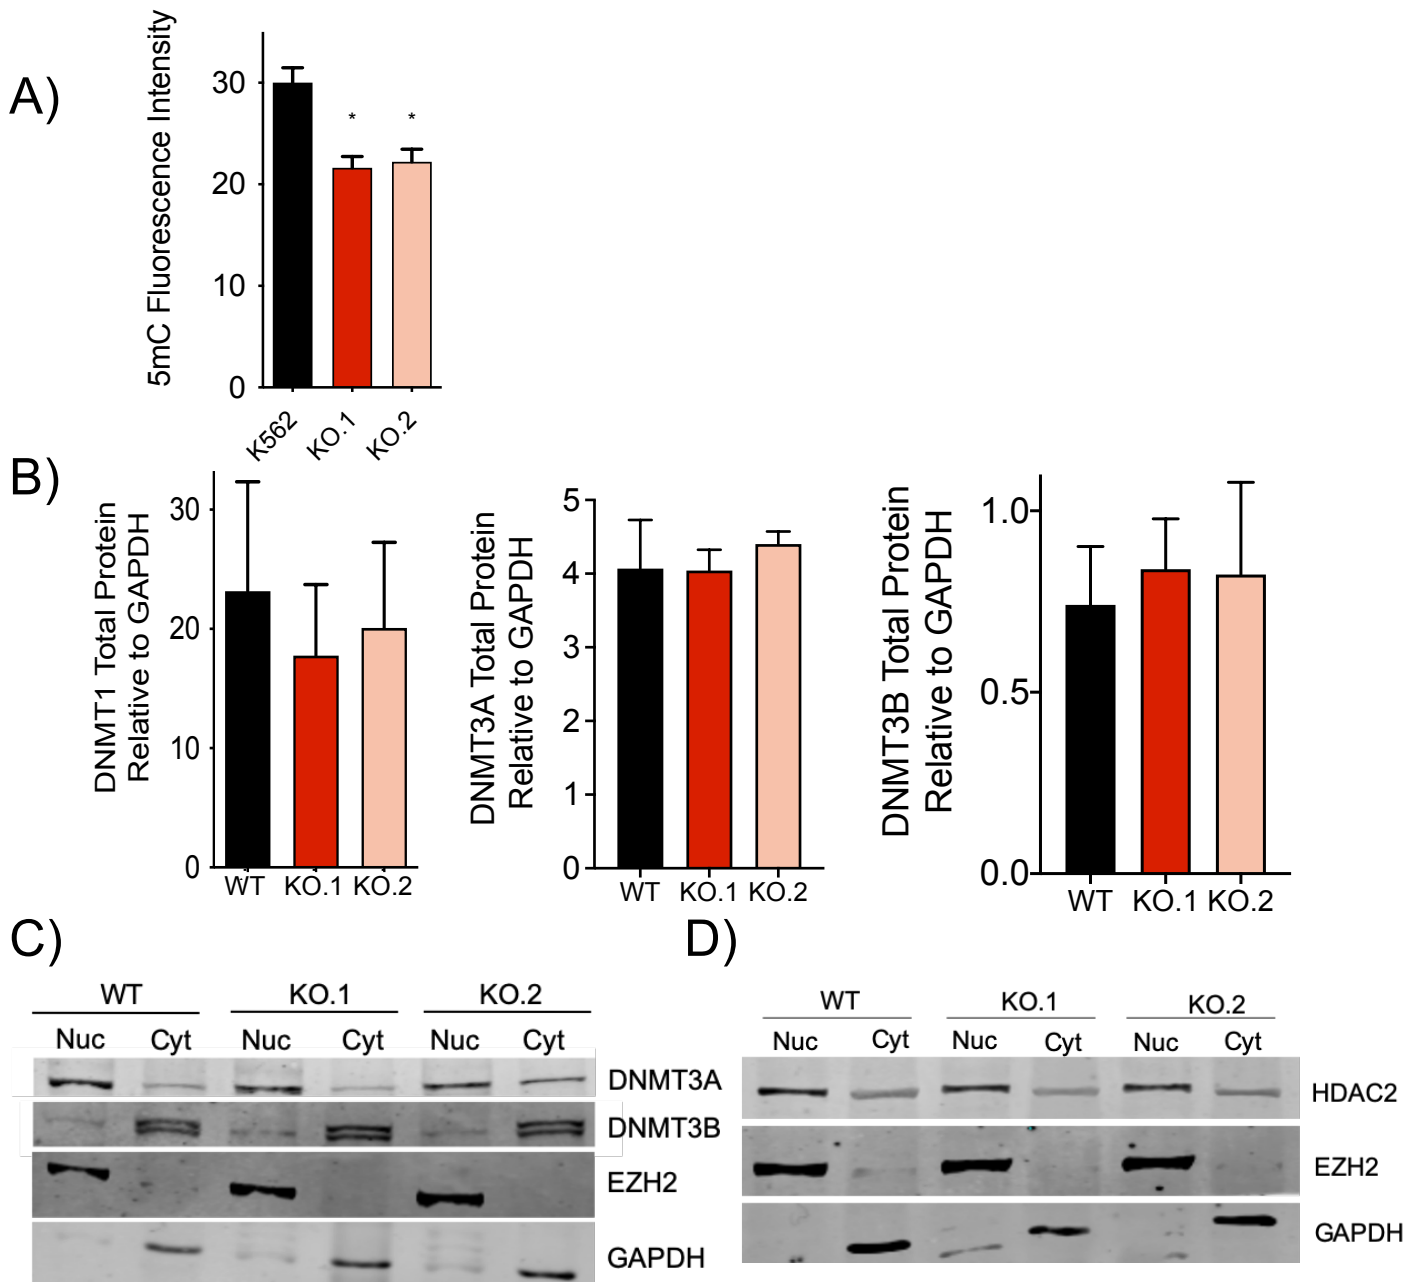 A)
5mC Fluorescence Intensity
30
20
10
0
*
*
K562
KO.1
KO.2
B)
DNMT1 Total Protein
Relative to GAPDH
30
20
10
0
WT
KO.1
KO.2
DNMT3A Total Protein
Relative to GAPDH
5
4
3
2
1
0
WT
KO.1
KO.2
DNMT3B Total Protein
Relative to GAPDH
1.0
0.5
0.0
WT
KO.1
KO.2
C)
WT
KO.1
KO.2
Nuc
Cyt
Nuc
Cyt
Nuc
Cyt
DNMT3A
DNMT3B
EZH2
GAPDH
D)
WT
KO.1
KO.2
Nuc
Cyt
Nuc
Cyt
Nuc
Cyt
HDAC2
EZH2
GAPDH